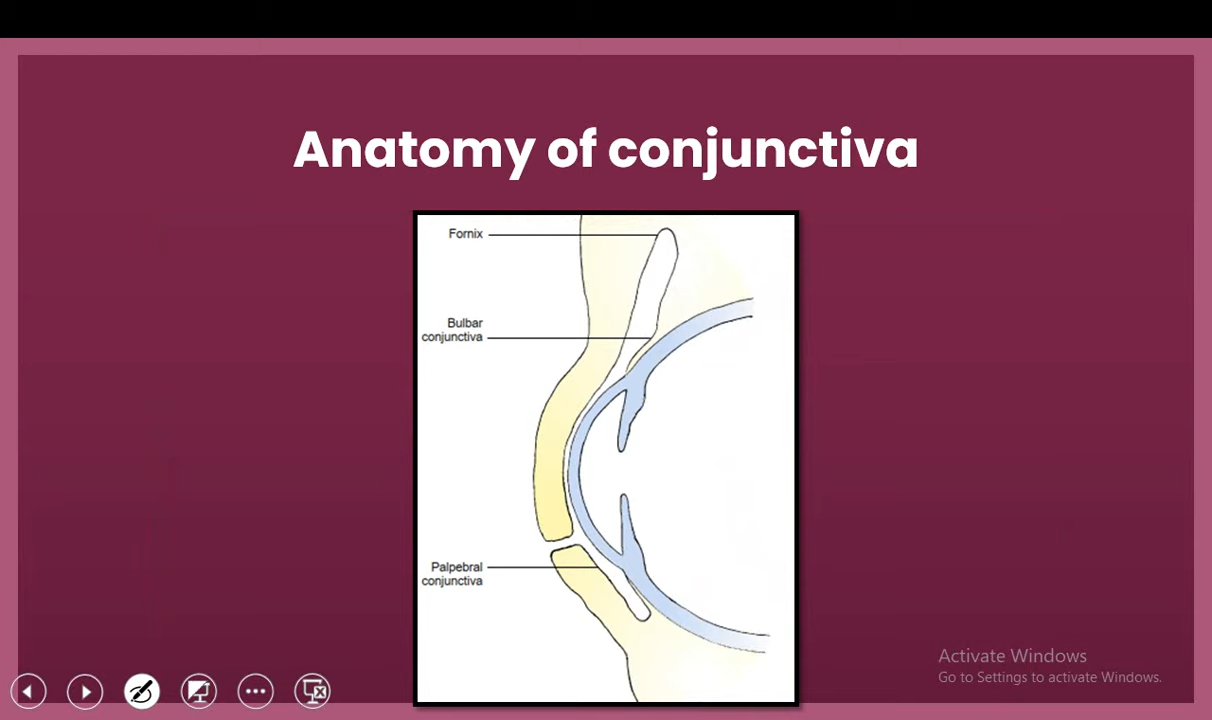 Anatomy of conjunctiva
Fornix
Bulbar
conjunctiva
Palpebral
conjunctiva
Activate Windows
Go to Settings to activate Windows.